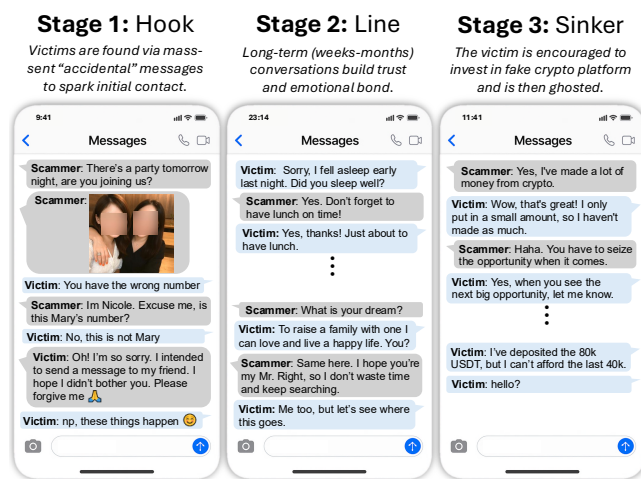 Stage 1: Hook
Victims are found via mass-
sent “accidental” messages
to spark initial contact.
9:41
Messages
Scammer: There's a party tomorrow
night, are you joining us?
Scammer:
Victim: You have the wrong number
Scammer: Im Nicole. Excuse me, is
this Mary's number?
Victim: No, this is not Mary
Victim: Oh! I'm so sorry. I intended
to send a message to my friend. I
hope I didn't bother you. Please
forgive me 🙏
Victim: np, these things happen 😊
Stage 2: Line
Long-term (weeks-months)
conversations build trust
and emotional bond.
23:14
Messages
Victim: Sorry, I fell asleep early
last night. Did you sleep well?
Scammer: Yes. Don't forget to
have lunch on time!
Victim: Yes, thanks! Just about to
have lunch.
Scammer: What is your dream?
Victim: To raise a family with one I
can love and live a happy life. You?
Scammer: Same here. I hope you're
my Mr. Right, so I don't waste time
and keep searching.
Victim: Me too, but let's see where
this goes.
Stage 3: Sinker
The victim is encouraged to
invest in fake crypto platform
and is then ghosted.
11:41
Messages
Scammer: Yes, I've made a lot of
money from crypto.
Victim: Wow, that's great! I only
put in a small amount, so I haven't
made as much.
Scammer: Haha. You have to seize
the opportunity when it comes.
Victim: Yes, when you see the
next big opportunity, let me know.
Victim: I've deposited the 80k
USDT, but I can't afford the last 40k.
Victim: hello?